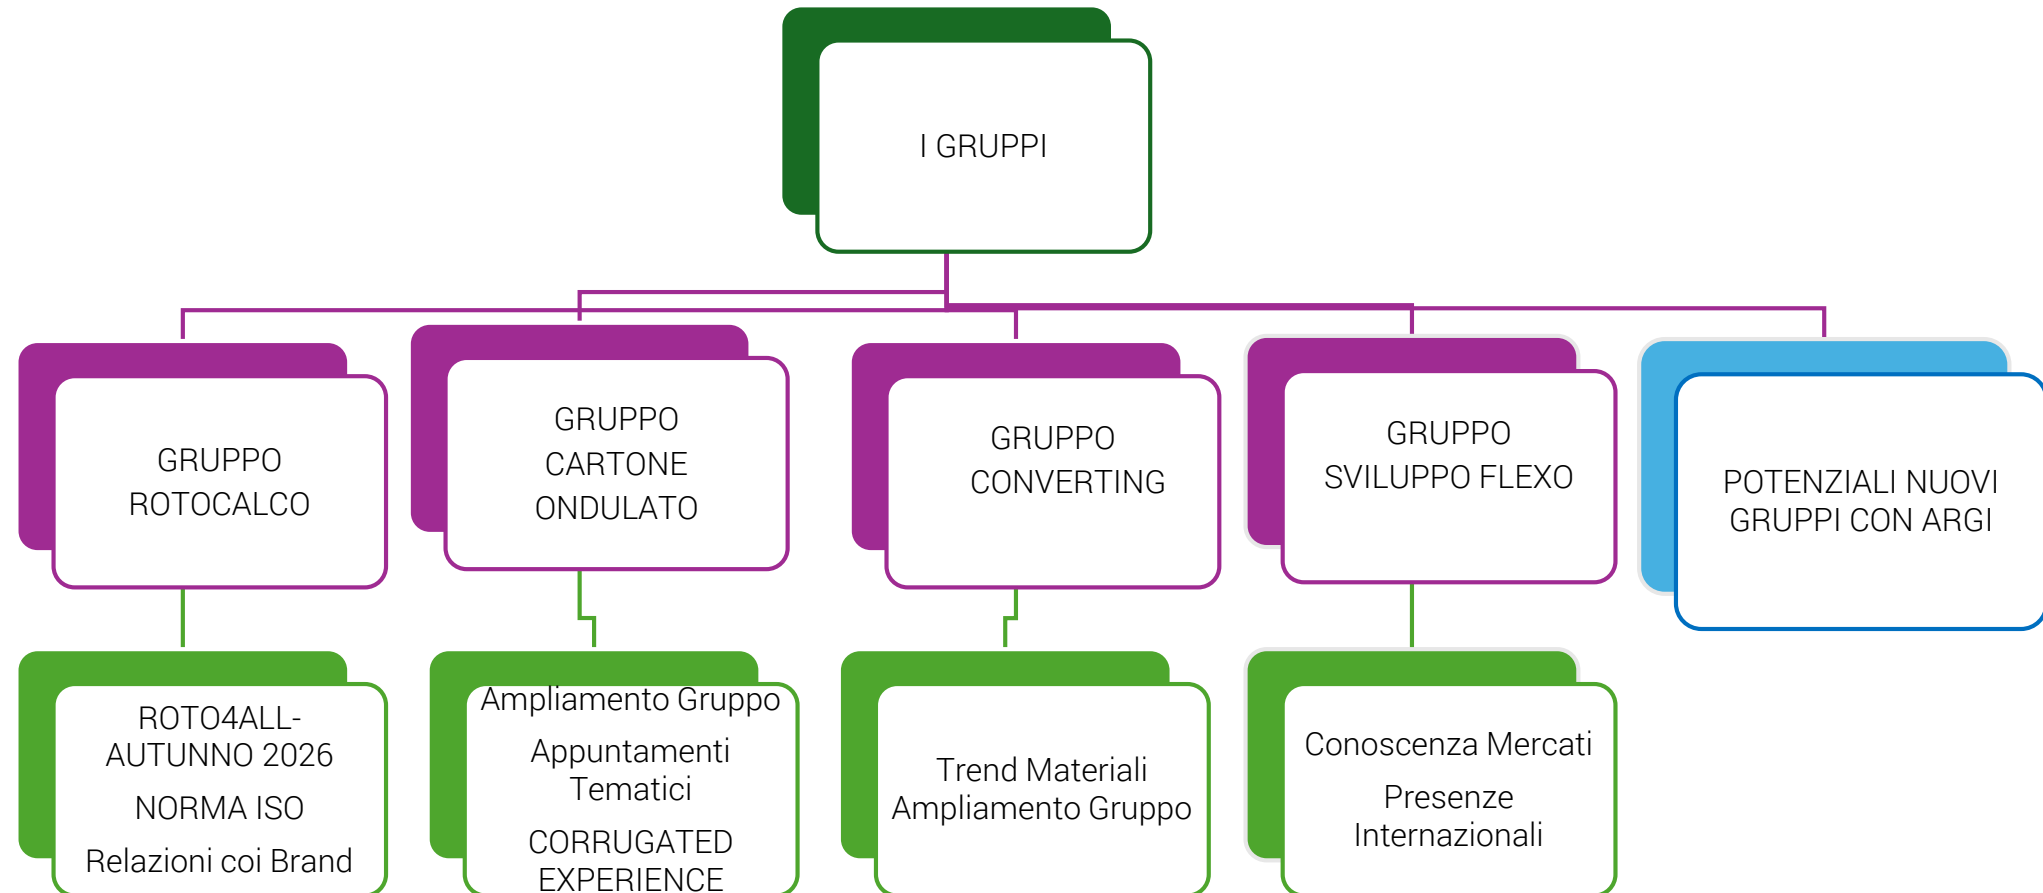 I GRUPPI
GRUPPO
ROTOCALCO
GRUPPO
CARTONE
ONDULATO
GRUPPO
CONVERTING
GRUPPO
SVILUPPO FLEXO
POTENZIALI NUOVI
GRUPPI CON ARGI
ROTO4ALL-
AUTUNNO 2026
NORMA ISO
Relazioni coi Brand
Ampliamento Gruppo
Appuntamenti
Tematici
CORRUGATED
EXPERIENCE
Trend Materiali
Ampliamento Gruppo
Conoscenza Mercati
Presenze
Internazionali